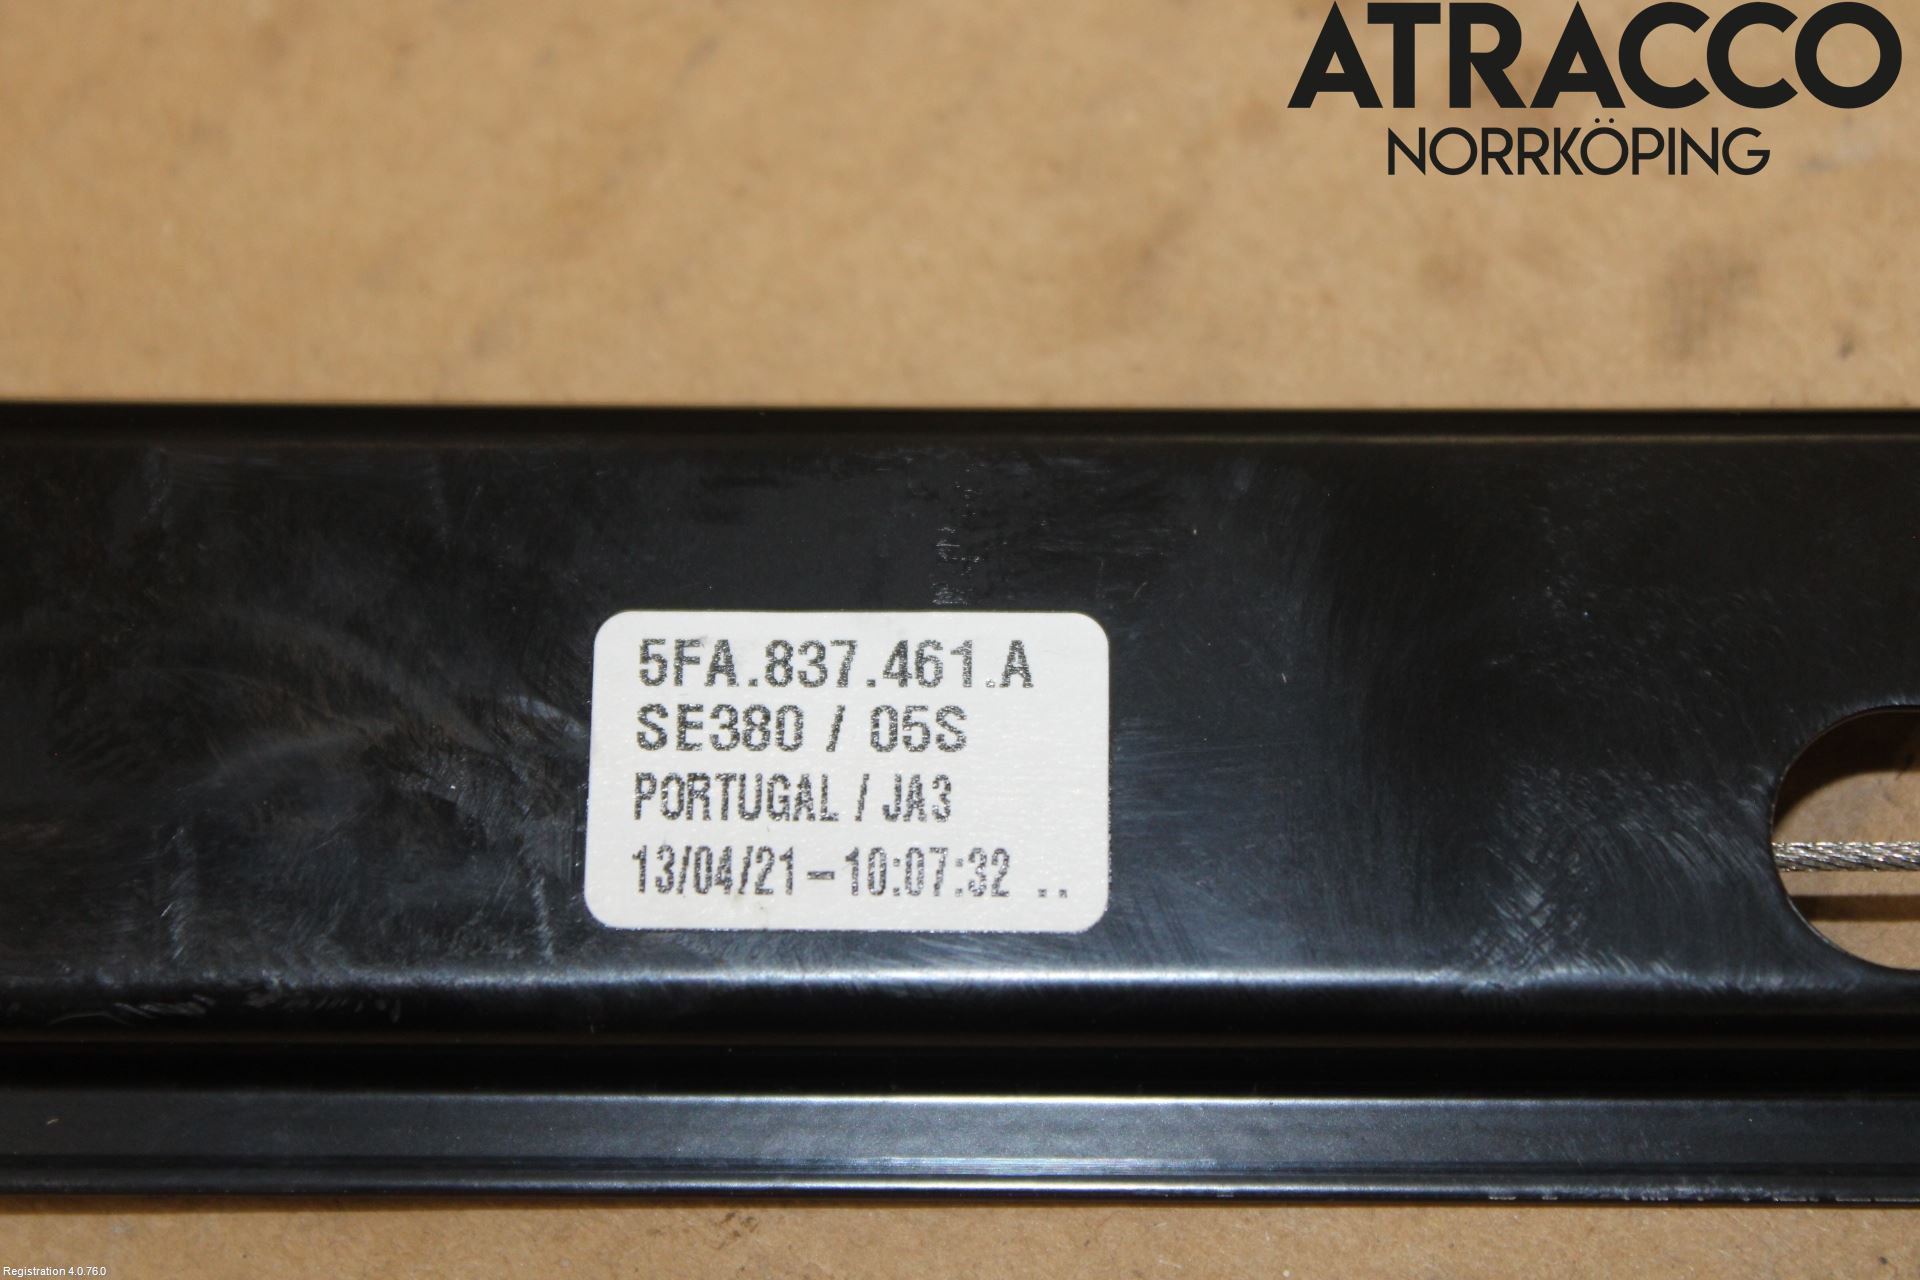 ATRACCO
NORRKÖPING
5FA.837.461.A
SE380 / 05S
PORTUGAL / JA3
13/04/21-10:07:32 ..
Registration 4.0.76.0